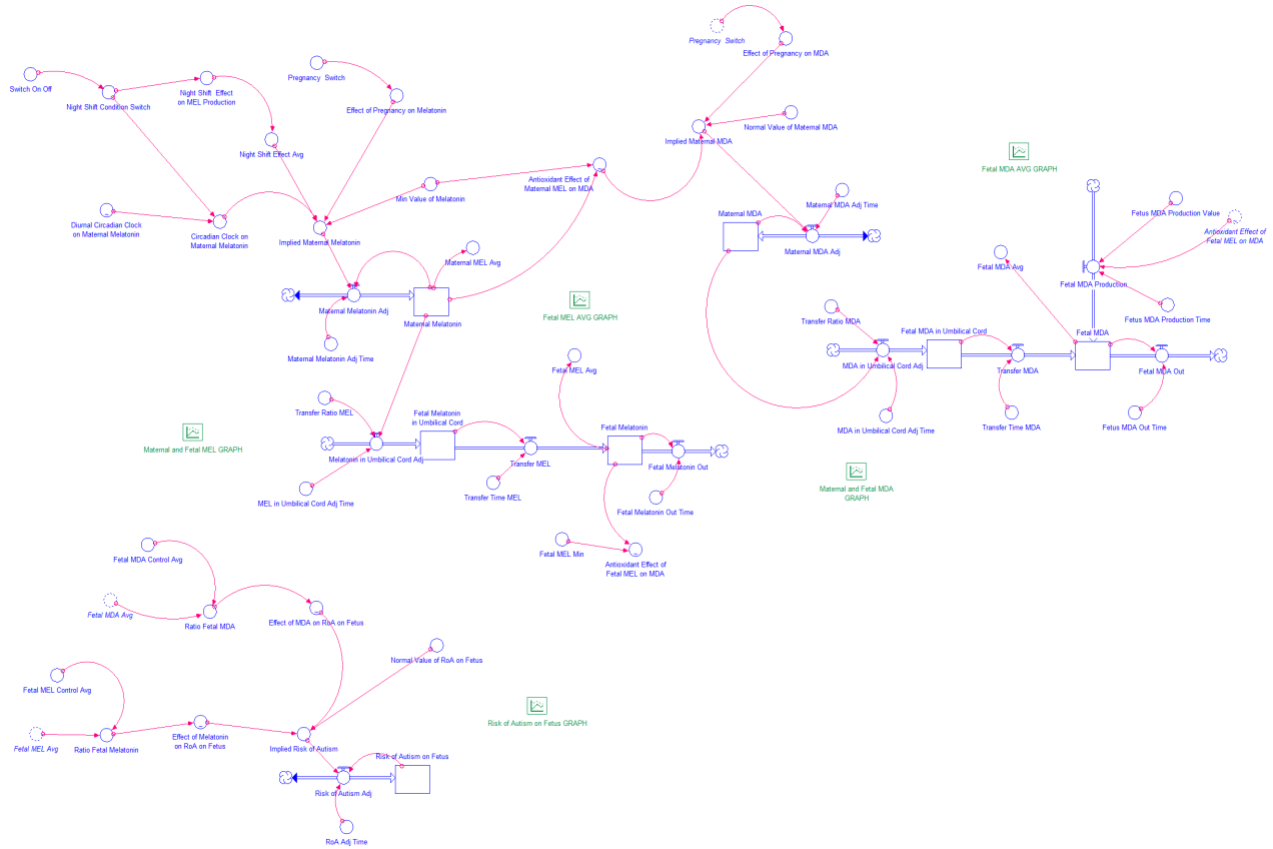 Pregnancy Switch
Effect of Pregnancy on MDA
Switch On Off
Night Shift Condition Switch
Night Shift Effect
on MEL Production
Pregnancy Switch
Effect of Pregnancy on Melatonin
Night Shift Effect Avg
Normal Value of Maternal MDA
Implied Maternal MDA
Fetal MDA AVG GRAPH
Antioxidant Effect of
Maternal MEL on MDA
Min Value of Melatonin
Diurnal Circadian Clock
on Maternal Melatonin
Circadian Clock on
Maternal Melatonin
Implied Maternal Melatonin
Maternal MDA Adj Time
Maternal MDA
Maternal MDA Adj
Fetus MDA Production Value
Antioxidant Effect of
Fetal MEL on MDA
Fetal MDA Avg
Fetal MDA Production
Fetus MDA Production Time
Maternal MEL Avg
Maternal Melatonin Adj
Maternal Melatonin
Maternal Melatonin Adj Time
Fetal MEL AVG GRAPH
Transfer Ratio MDA
Fetal MDA in Umbilical Cord
Fetal MDA
MDA in Umbilical Cord Adj
Transfer MDA
Fetal MDA Out
MDA in Umbilical Cord Adj Time
Transfer Time MDA
Fetus MDA Out Time
Fetal MEL Avg
Transfer Ratio MEL
Fetal Melatonin
in Umbilical Cord
Fetal Melatonin
Maternal and Fetal MEL GRAPH
Melatonin in Umbilical Cord Adj
Transfer MEL
Fetal Melatonin Out
Transfer Time MEL
MEL in Umbilical Cord Adj Time
Fetal Melatonin Out Time
Maternal and Fetal MDA
GRAPH
Fetal MEL Min
Antioxidant Effect of
Fetal MEL on MDA
Fetal MDA Control Avg
Fetal MDA Avg
Ratio Fetal MDA
Effect of MDA on RoA on Fetus
Normal Value of RoA on Fetus
Fetal MEL Control Avg
Fetal MEL Avg
Ratio Fetal Melatonin
Effect of Melatonin
on RoA on Fetus
Implied Risk of Autism
Risk of Autism on Fetus GRAPH
Risk of Autism on Fetus
Risk of Autism Adj
RoA Adj Time